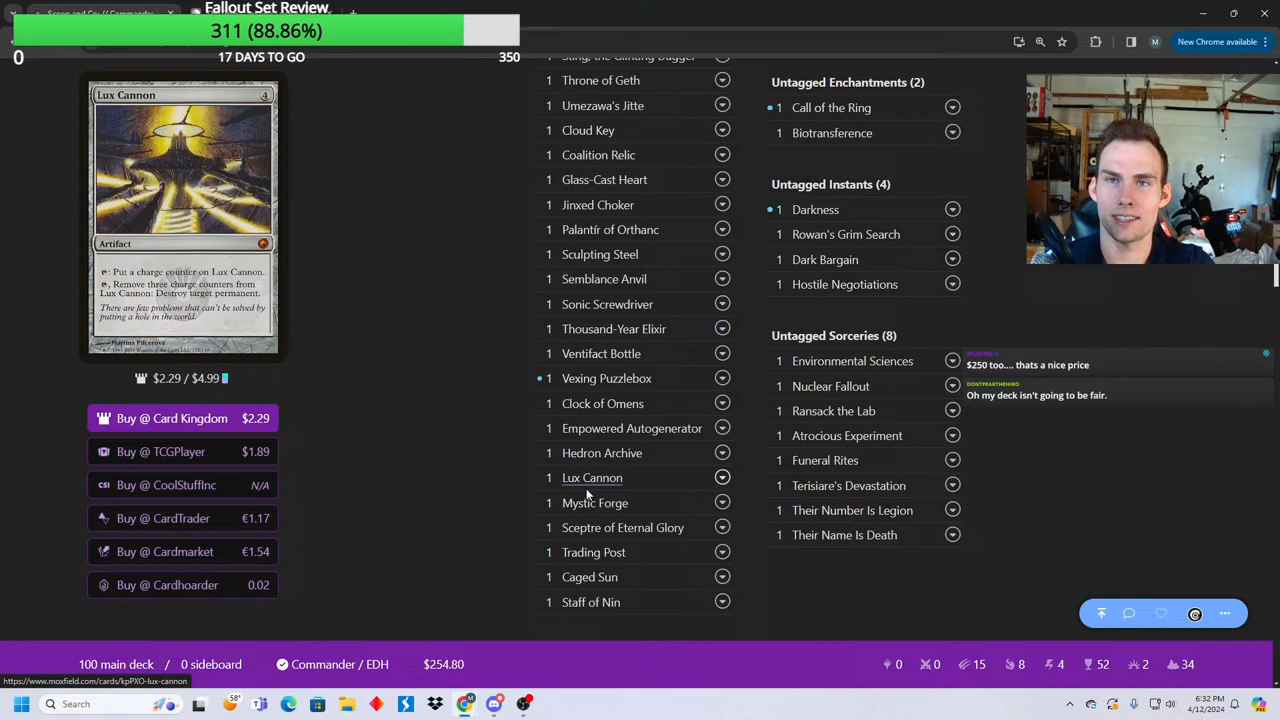 Fallout Set Review
311 (88.86%)
0
17 DAYS TO GO
350
New Chrome available
Lux Cannon 4
Artifact
: Put a charge counter on Lux Cannon.
, Remove three charge counters from
Lux Cannon: Destroy target permanent.
There are few problems that can't be solved by
putting a hole in the world.
$2.29 / $4.99
Buy @ Card Kingdom $2.29
Buy @ TCGPlayer $1.89
CSI Buy @ CoolStuffInc N/A
Buy @ CardTrader €1.17
Buy @ Cardmarket €1.54
Buy @ Cardhoarder 0.02
Sting, the Glinting Dagger
1 Throne of Geth
1 Umezawa's Jitte
1 Cloud Key
1 Coalition Relic
1 Glass-Cast Heart
1 Jinxed Choker
1 Palantír of Orthanc
1 Sculpting Steel
1 Semblance Anvil
1 Sonic Screwdriver
1 Thousand-Year Elixir
1 Ventifact Bottle
1 Vexing Puzzlebox
1 Clock of Omens
1 Empowered Autogenerator
1 Hedron Archive
1 Lux Cannon
1 Mystic Forge
1 Sceptre of Eternal Glory
1 Trading Post
1 Caged Sun
1 Staff of Nin
Untagged Enchantments (2)
1 Call of the Ring
1 Biotransference
Untagged Instants (4)
1 Darkness
1 Rowan's Grim Search
1 Dark Bargain
1 Hostile Negotiations
Untagged Sorceries (8)
1 Environmental Sciences
1 Nuclear Fallout
1 Ransack the Lab
1 Atrocious Experiment
1 Funeral Rites
1 Terisiare's Devastation
1 Their Number Is Legion
1 Their Name Is Death
$250 too.... thats a nice price
DONTPEARTHEHIRO
Oh my deck isn't going to be fair.
100 main deck / 0 sideboard
Commander / EDH
$254.80
0 0 15 8 4 52 2 34
https://www.moxfield.com/cards/kpPXO-lux-cannon
Search
58°
6:32 PM
4/12/2024